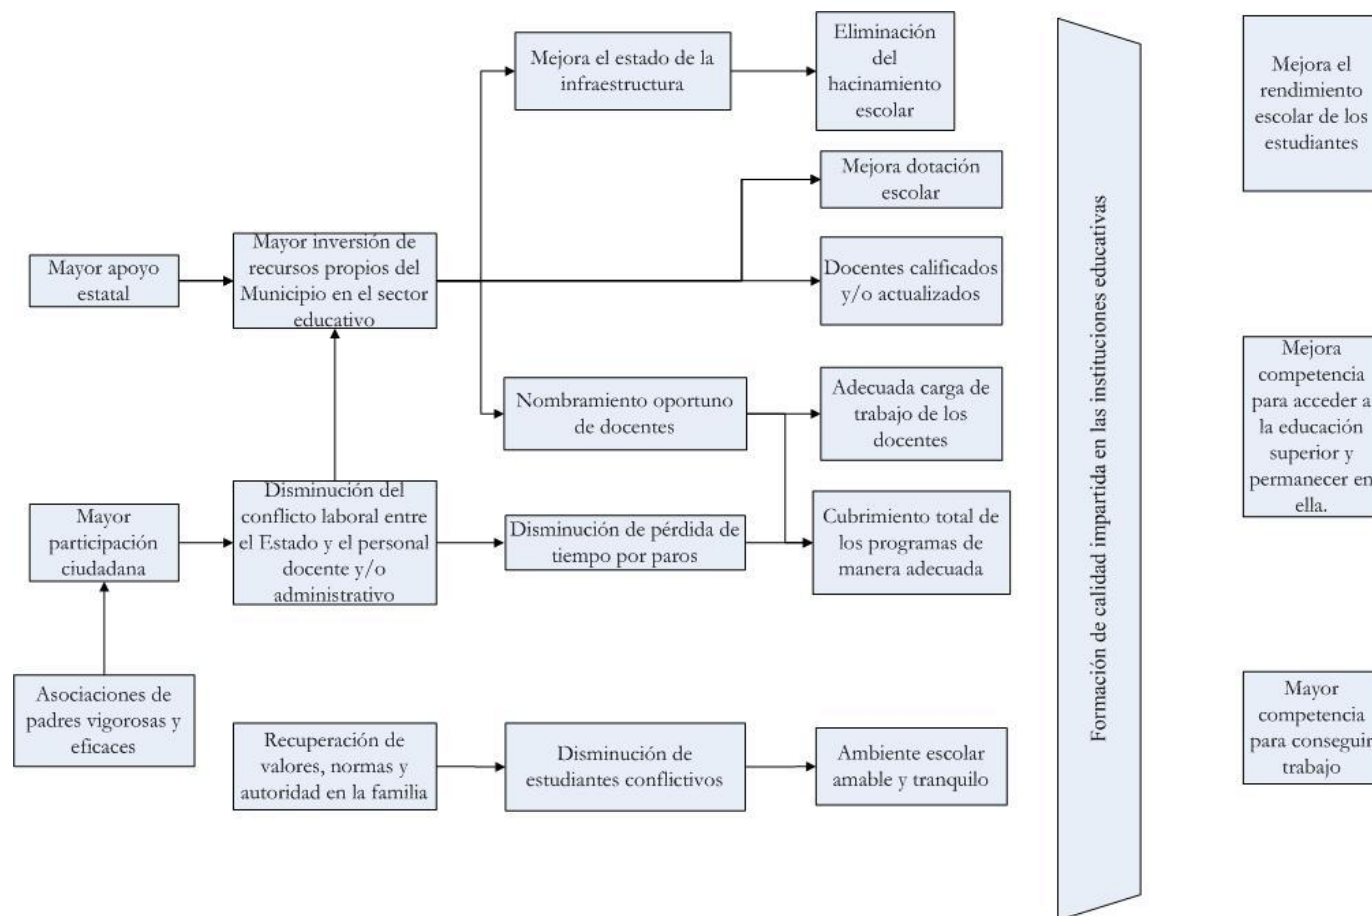 Mejora el estado de la
infraestructura
Eliminación
del
hacinamiento
escolar
Mejora dotación
escolar
Mayor apoyo
estatal
Mayor inversión de
recursos propios del
Municipio en el sector
educativo
Docentes calificados
y/o actualizados
Nombramiento oportuno
de docentes
Adecuada carga de
trabajo de los
docentes
Mayor
participación
ciudadana
Disminución del
conflicto laboral entre
el Estado y el personal
docente y/o
administrativo
Disminución de pérdida de
tiempo por paros
Cubrimiento total de
los programas de
manera adecuada
Asociaciones de
padres vigorosas y
eficaces
Recuperación de
valores, normas y
autoridad en la familia
Disminución de
estudiantes conflictivos
Ambiente escolar
amable y tranquilo
Formación de calidad impartida en las instituciones educativas
Mejora el
rendimiento
escolar de los
estudiantes
Mejora
competencia
para acceder a
la educación
superior y
permanecer en
ella.
Mayor
competencia
para conseguir
trabajo